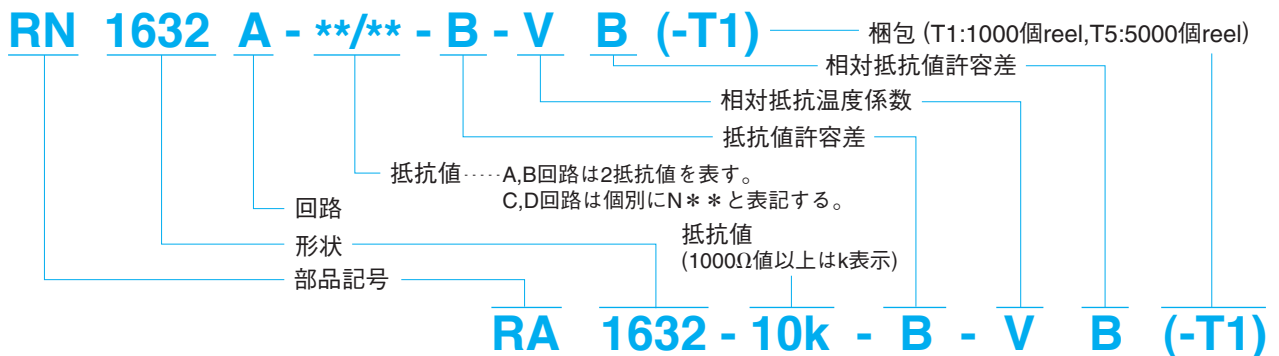 RN 1632 A - **/** - B - V B (-T1)
梱包 (T1:1000個reel,T5:5000個reel)
相対抵抗値許容差
相対抵抗温度係数
抵抗値許容差
抵抗値‥‥‥A,B回路は2抵抗値を表す。
C,D回路は個別にN＊＊と表記する。
回路
形状
部品記号
抵抗値
(1000Ω値以上はk表示)
RA 1632 - 10k - B - V B (-T1)